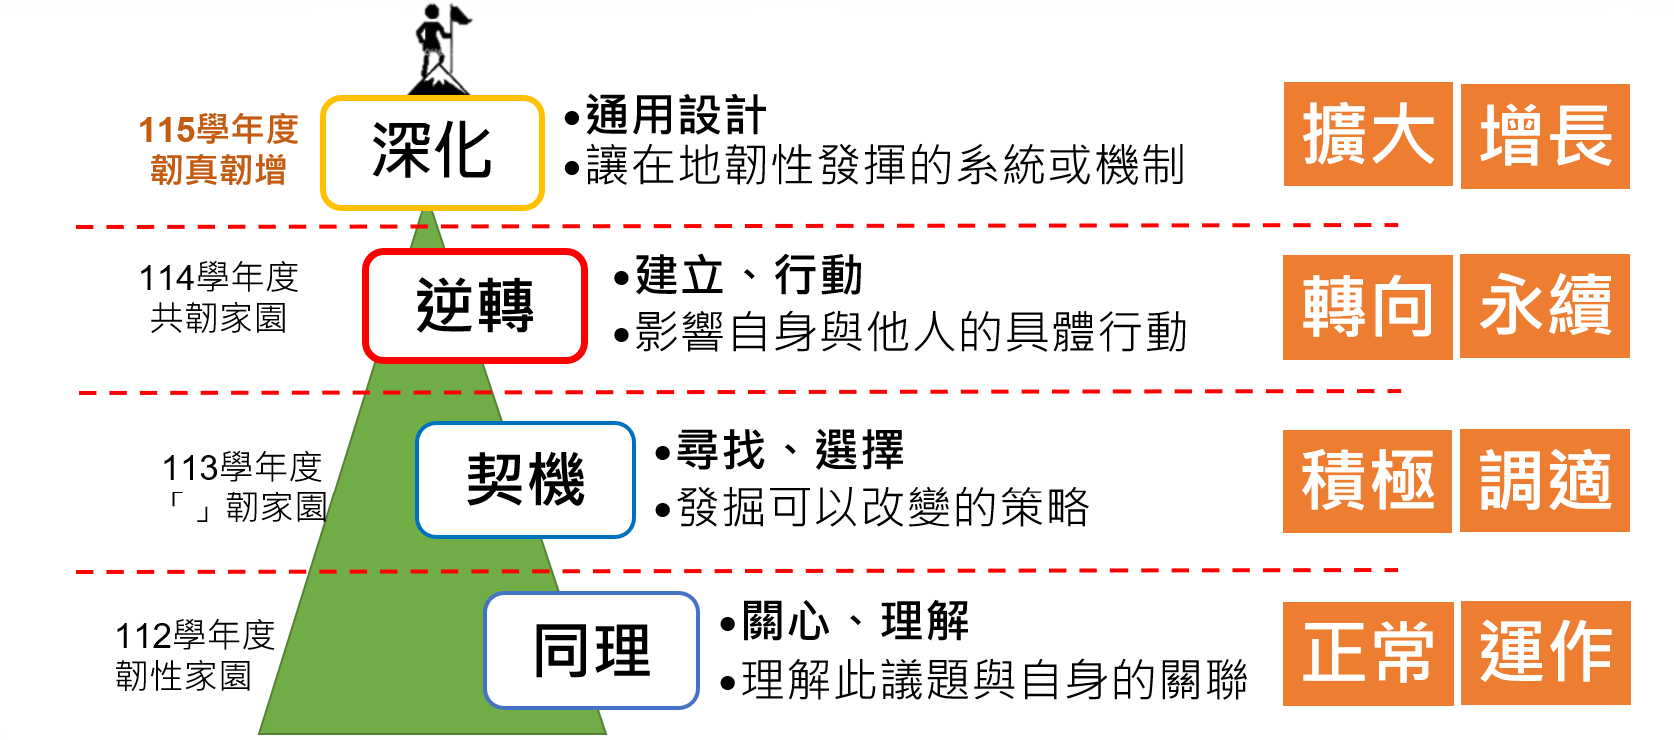 115學年度
韌真韌增
深化
•通用設計
•讓在地韌性發揮的系統或機制
擴大 增長
114學年度
共韌家園
逆轉
•建立、行動
•影響自身與他人的具體行動
轉向 永續
113學年度
「 」韌家園
契機
•尋找、選擇
•發掘可以改變的策略
積極 調適
112學年度
韌性家園
同理
•關心、理解
•理解此議題與自身的關聯
正常 運作